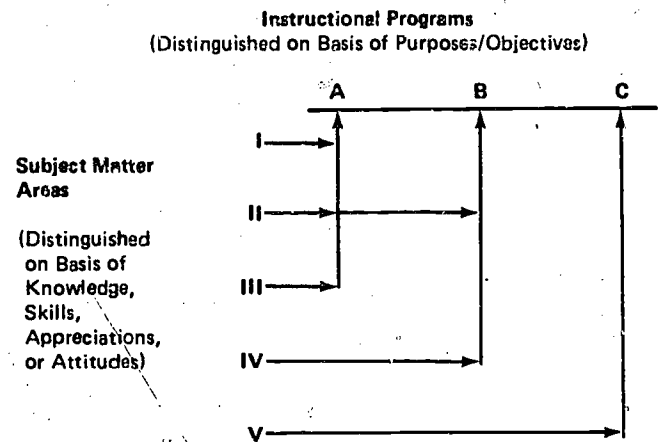 Instructional Programs
(Distinguished on Basis of Purposes/Objectives)
A B C
I
Subject Matter
Areas
II
(Distinguished
on Basis of
Knowledge,
III
Skills,
Appreciations,
or Attitudes)
IV
V